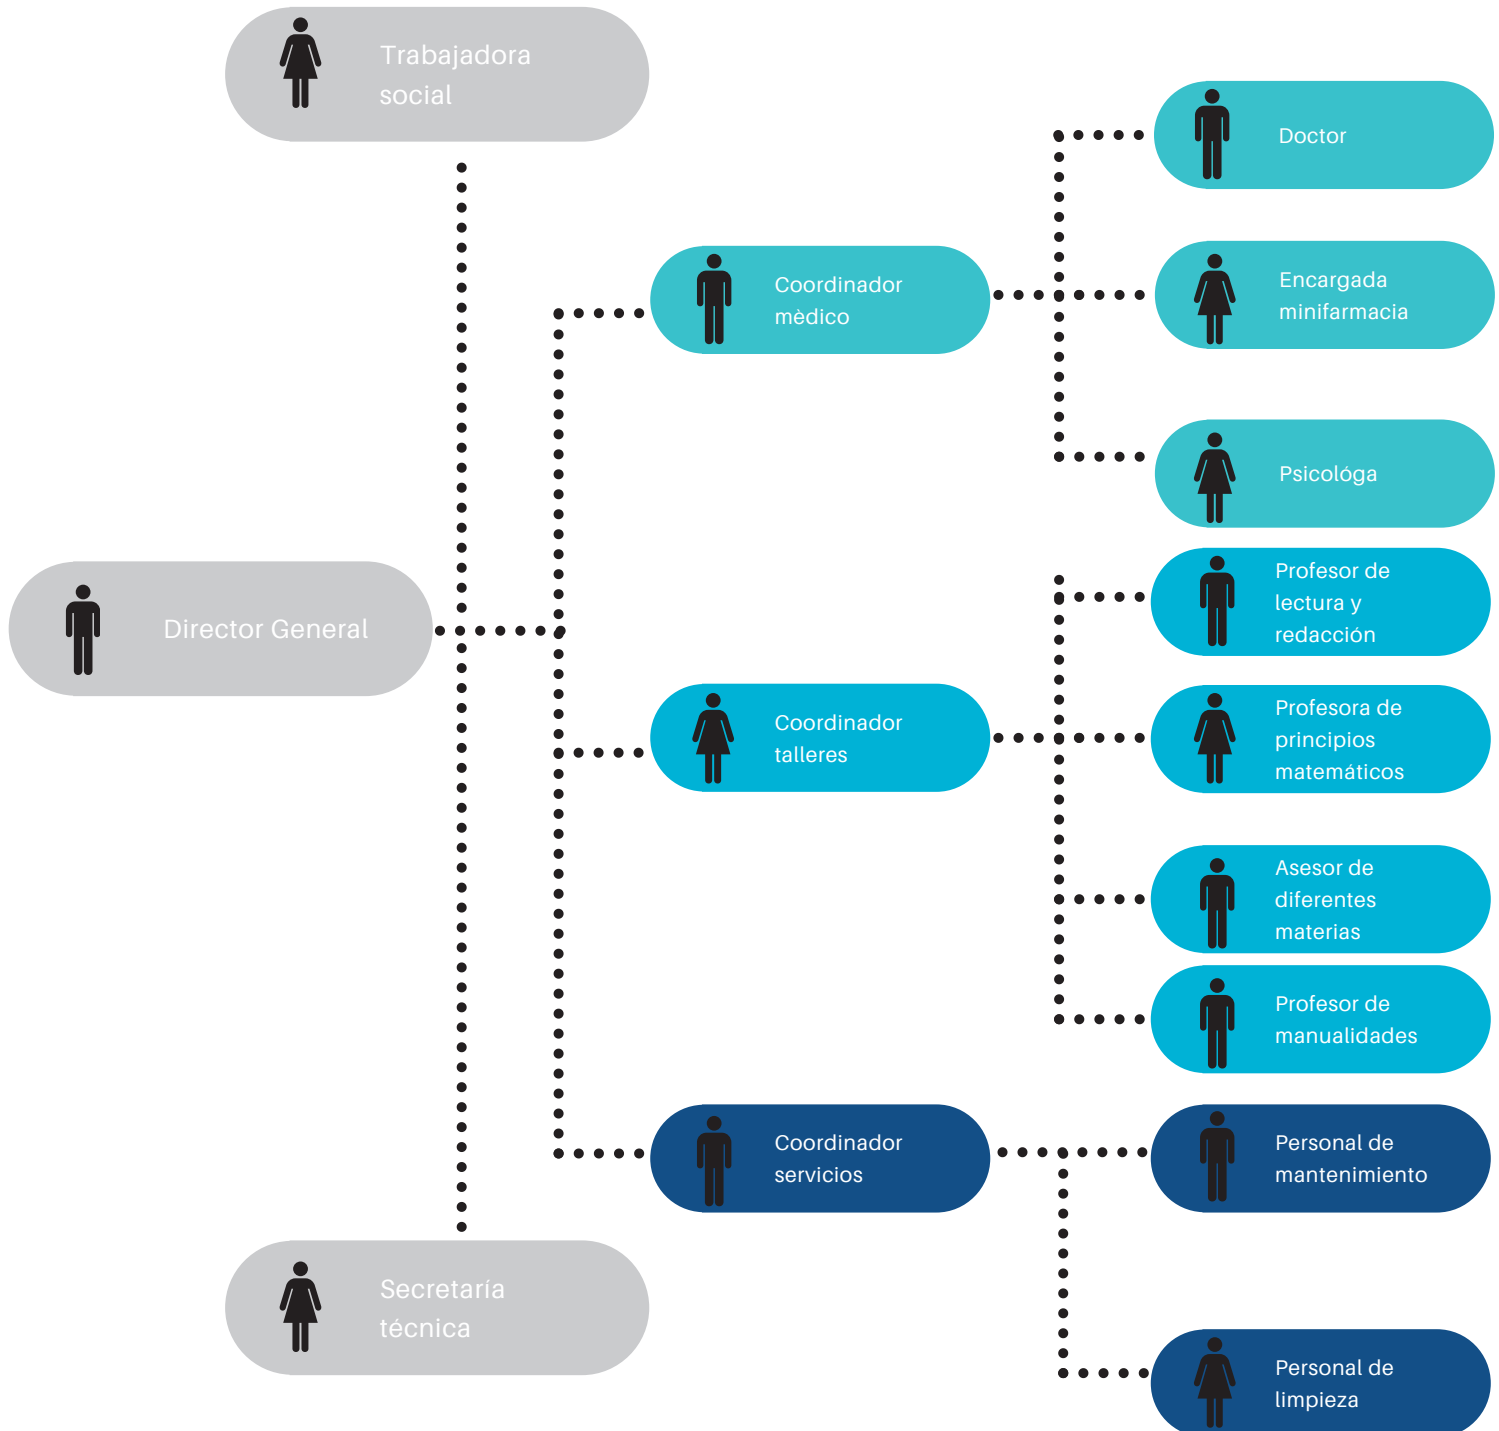 Trabajadora
social
Doctor
Coordinador
mèdico
Encargada
minifarmacia
Psicológa
Director General
Profesor de
lectura y
redacción
Coordinador
talleres
Profesora de
principios
matemáticos
Asesor de
diferentes
materias
Profesor de
manualidades
Coordinador
servicios
Personal de
mantenimiento
Secretaría
técnica
Personal de
limpieza